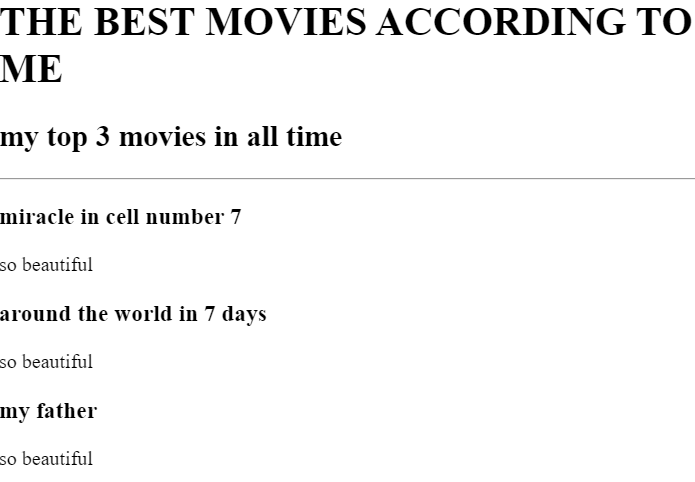 THE BEST MOVIES ACCORDING TO
ME
my top 3 movies in all time
miracle in cell number 7
so beautiful
around the world in 7 days
so beautiful
my father
so beautiful